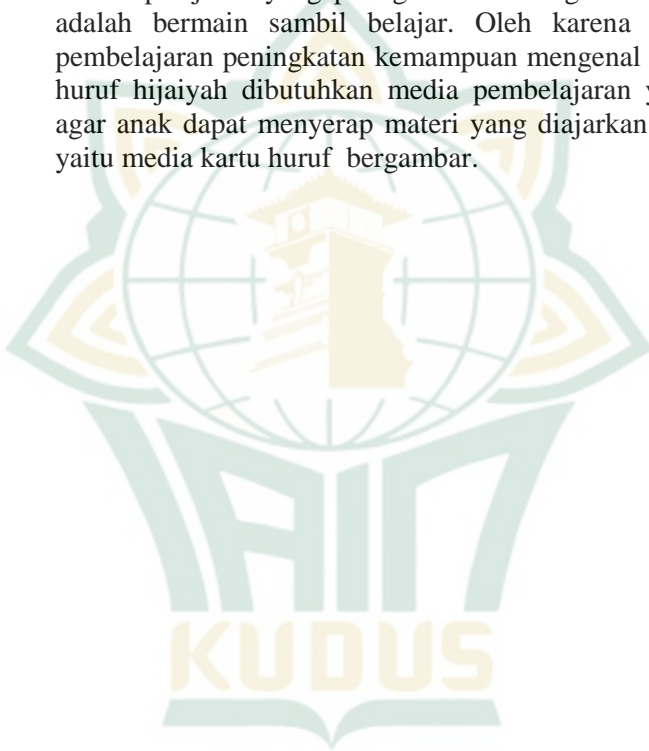 adalah bermain sambil belajar. Oleh karena
pembelajaran peningkatan kemampuan mengenal
huruf hijaiyah dibutuhkan media pembelajaran
agar anak dapat menyerap materi yang diajarkan
yaitu media kartu huruf bergambar.
IAIN
KUDUS